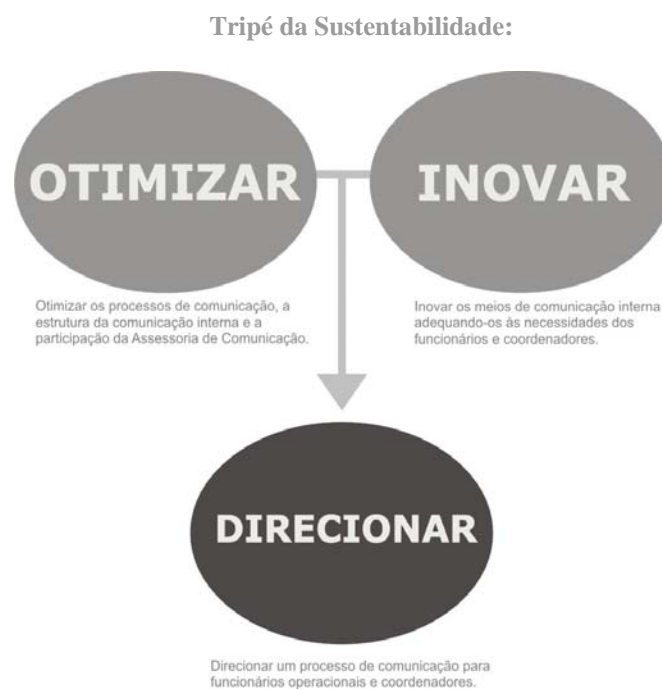 Tripé da Sustentabilidade:
OTIMIZAR
Otimizar os processos de comunicação, a
estrutura da comunicação interna e a
participação da Assessoria de Comunicação.
INOVAR
Inovar os meios de comunicação interna
adequando-os às necessidades dos
funcionários e coordenadores.
DIRECIONAR
Direcionar um processo de comunicação para
funcionários operacionais e coordenadores.